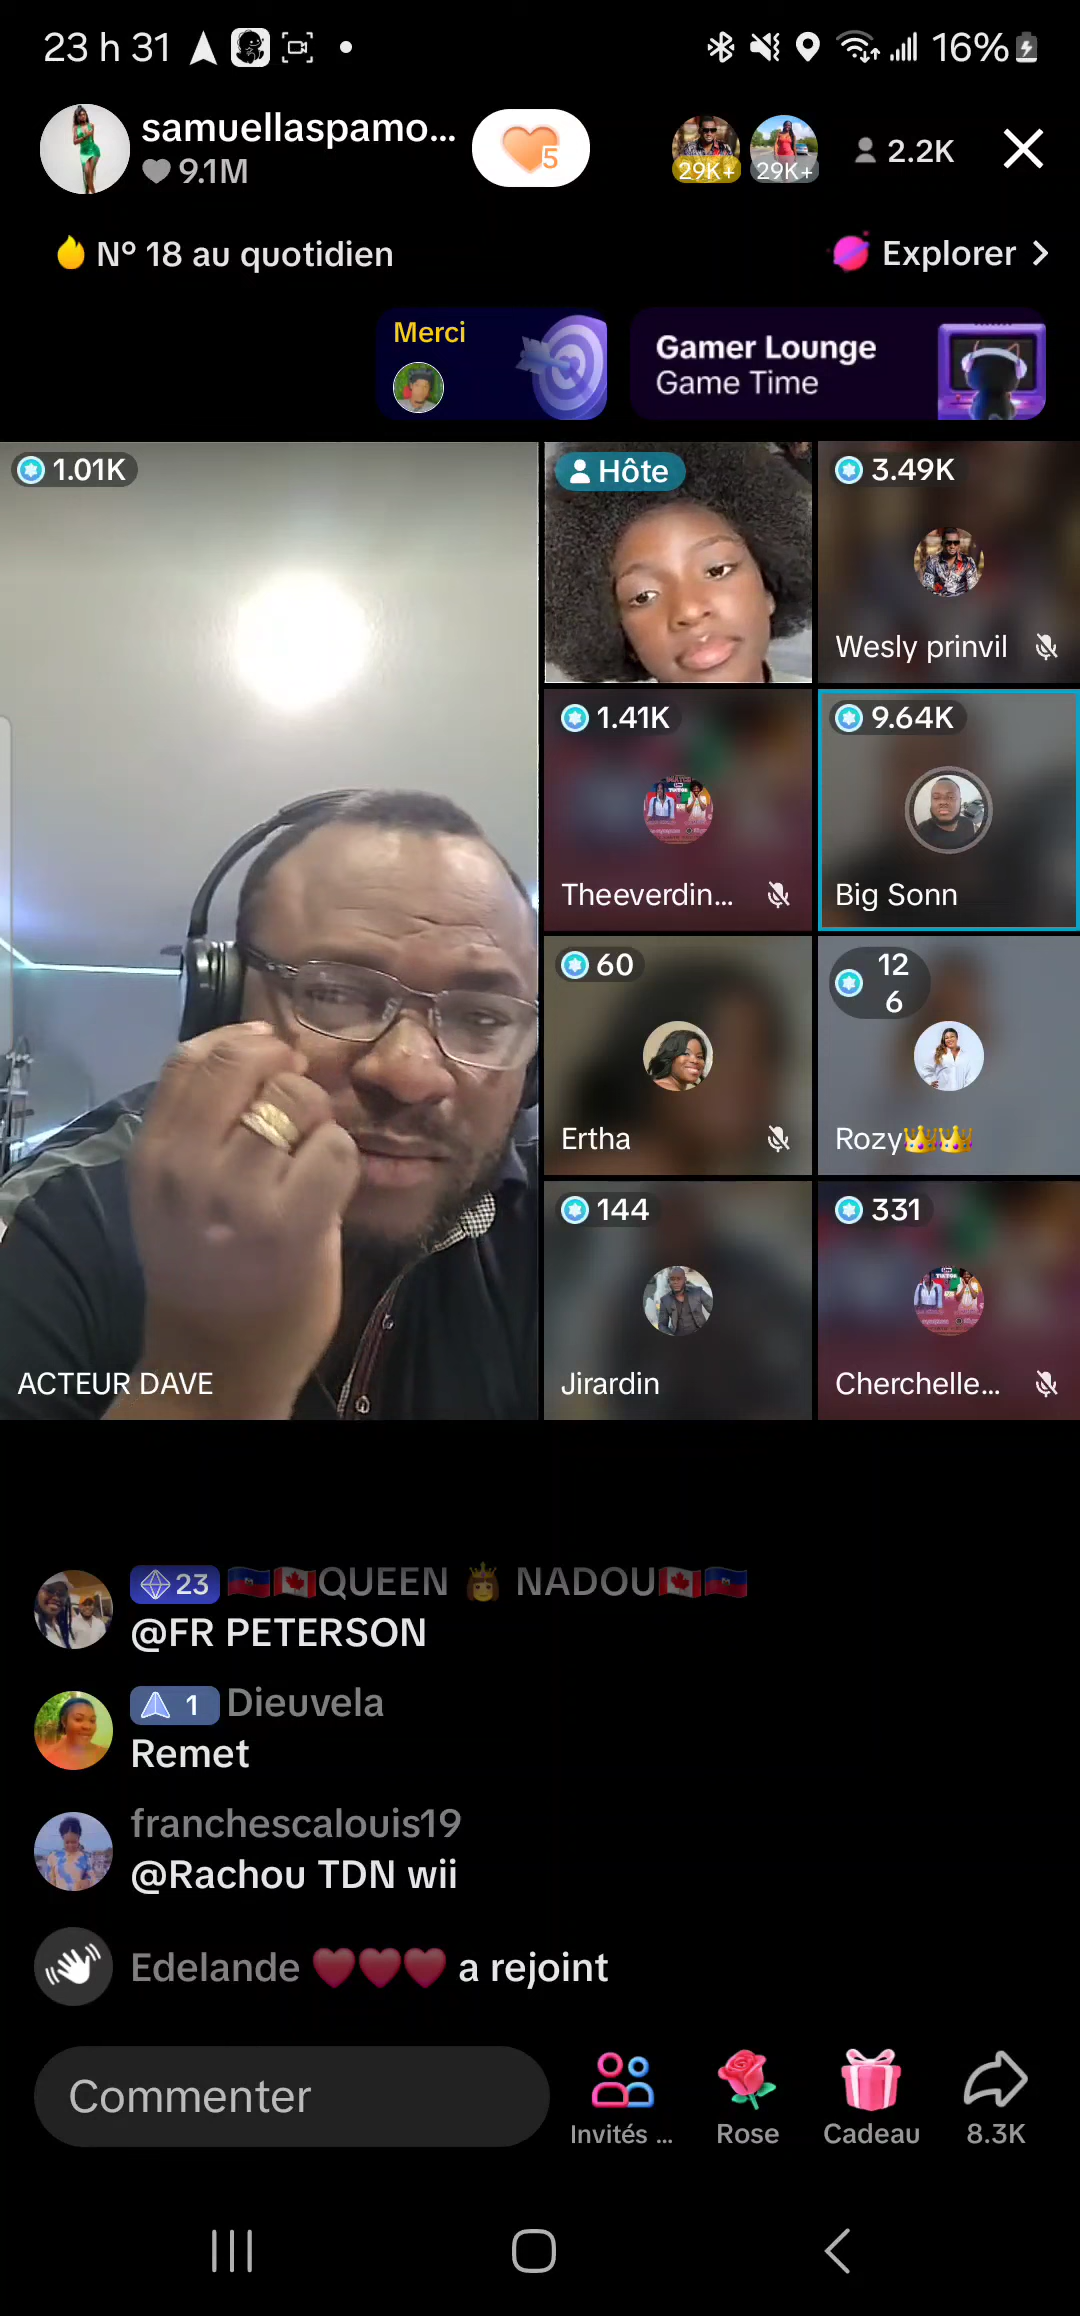 23 h 31
16%
samuellaspamo...
9.1M
5
29K+
29K+
2.2K
N° 18 au quotidien
Explorer
Merci
Gamer Lounge
Game Time
1.01K
Hôte
3.49K
Wesly prinvil
1.41K
9.64K
Theeverdin...
Big Sonn
60
12
6
Ertha
Rozy👑👑
144
331
ACTEUR DAVE
Jirardin
Cherchelle...
23 🇭🇹🇨🇦QUEEN 👸 NADOU🇨🇦🇭🇹
@FR PETERSON
1 Dieuvela
Remet
franchescalouis19
@Rachou TDN wii
Edelande ❤️❤️❤️ a rejoint
Commenter
Invités ...
Rose
Cadeau
8.3K